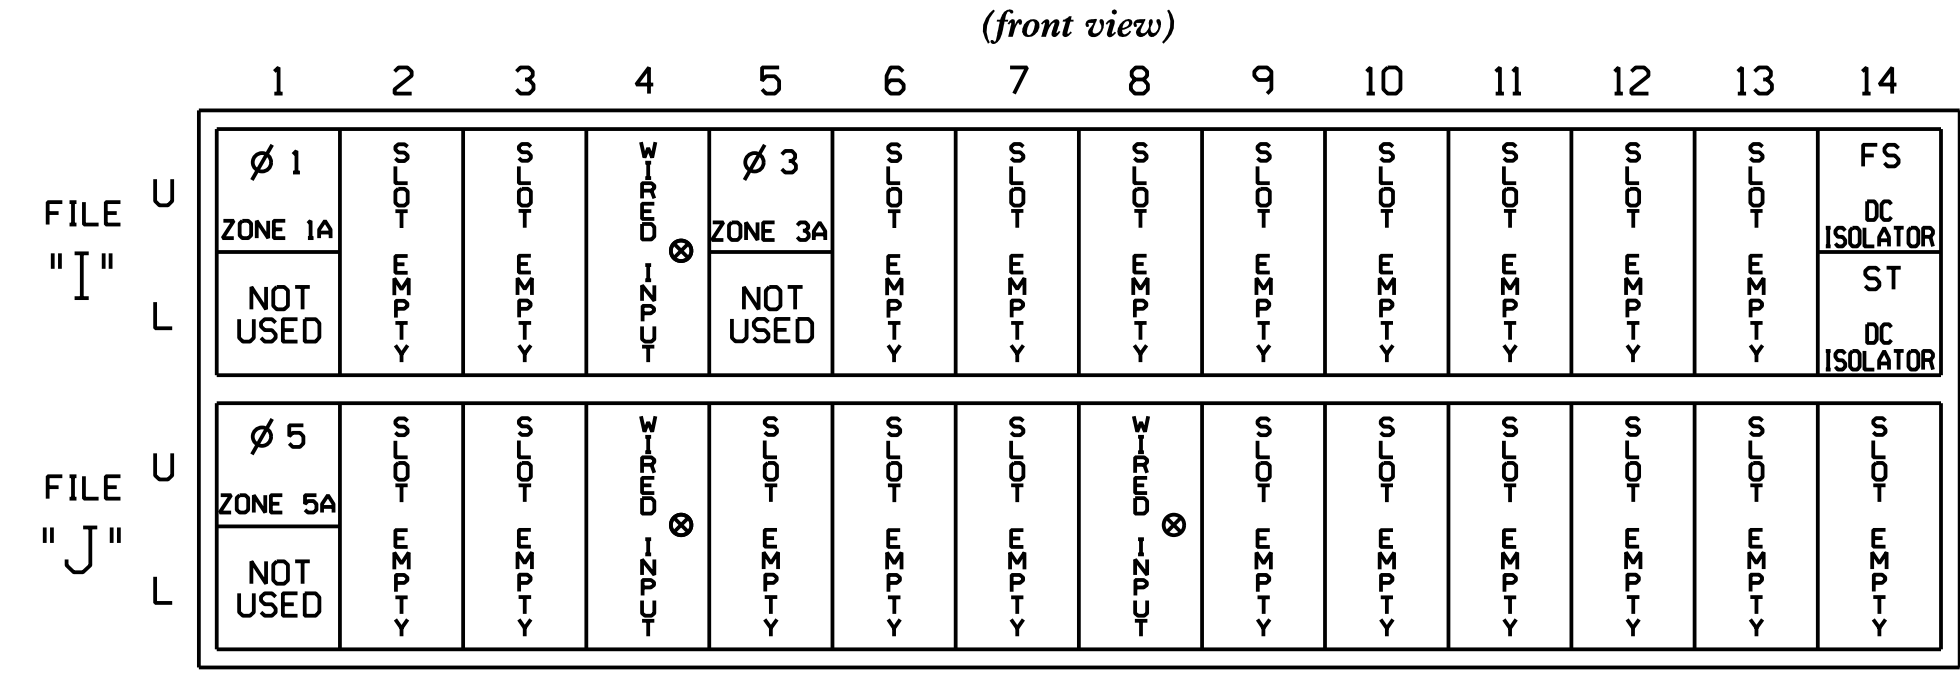 (front view)
1 2 3 4 5 6 7 8 9 10 11 12 13 14
FILE "I"
U
L
Ø 1
ZONE 1A
NOT
USED
SLOT EMPTY
SLOT EMPTY
WIRED INPUT
Ø 3
ZONE 3A
NOT
USED
SLOT EMPTY
SLOT EMPTY
SLOT EMPTY
SLOT EMPTY
SLOT EMPTY
SLOT EMPTY
SLOT EMPTY
SLOT EMPTY
FS
DC
ISOLATOR
ST
DC
ISOLATOR
FILE "J"
U
L
Ø 5
ZONE 5A
NOT
USED
SLOT EMPTY
SLOT EMPTY
WIRED INPUT
SLOT EMPTY
SLOT EMPTY
SLOT EMPTY
WIRED INPUT
SLOT EMPTY
SLOT EMPTY
SLOT EMPTY
SLOT EMPTY
SLOT EMPTY
SLOT EMPTY